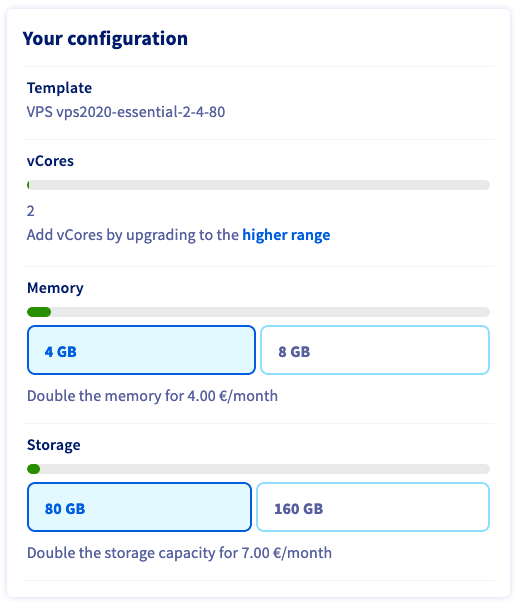 Your configuration
Template
VPS vps2020-essential-2-4-80
vCores
2
Add vCores by upgrading to the higher range
Memory
4 GB
8 GB
Double the memory for 4.00 €/month
Storage
80 GB
160 GB
Double the storage capacity for 7.00 €/month